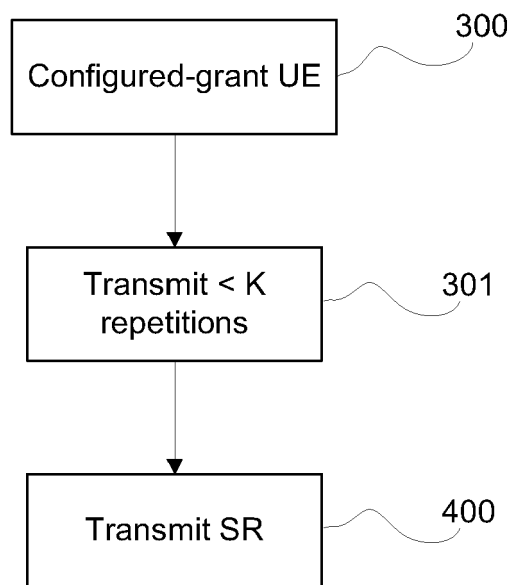 300
Configured-grant UE
Transmit < K
repetitions
301
Transmit SR
400